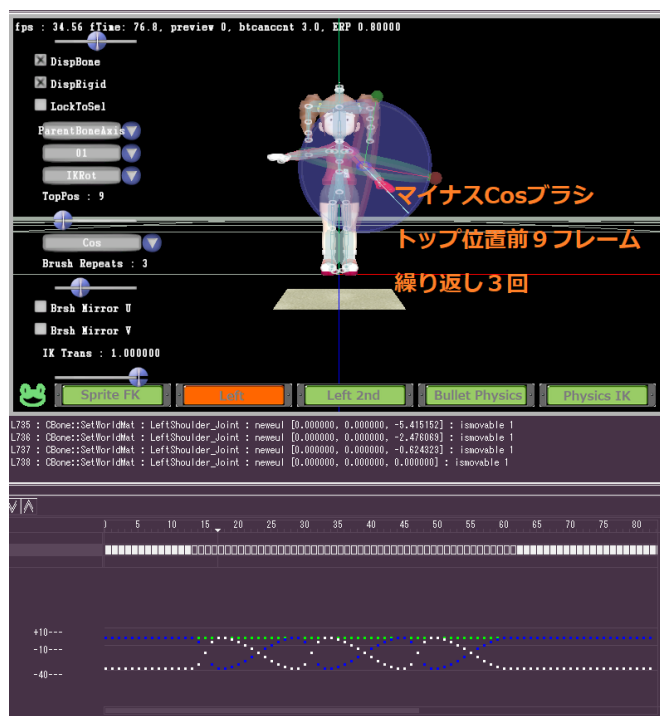 fps : 34.56 fTime: 76.8, preview 0, btcanccnt 3.0, ERP 0.80000
DispBone
DispRigid
LockToSel
ParentBoneAxis
01
IKRot
TopPos : 9
Cos
Brush Repeats : 3
Brsh Mirror U
Brsh Mirror V
IK Trans : 1.000000
マイナスCosブラシ
トップ位置前９フレーム
繰り返し３回
Sprite FK
Left
Left 2nd
Bullet Physics
Physics IK
L735 : CBone::SetWorldMat : LeftShoulder_Joint : neweul [0.000000, 0.000000, -5.415152] : ismovable 1
L736 : CBone::SetWorldMat : LeftShoulder_Joint : neweul [0.000000, 0.000000, -2.476069] : ismovable 1
L737 : CBone::SetWorldMat : LeftShoulder_Joint : neweul [0.000000, 0.000000, -0.624323] : ismovable 1
L738 : CBone::SetWorldMat : LeftShoulder_Joint : neweul [0.000000, 0.000000, 0.000000] : ismovable 1
5 10 15 20 25 30 35 40 45 50 55 60 65 70 75 80
+10---
-10---
-40---